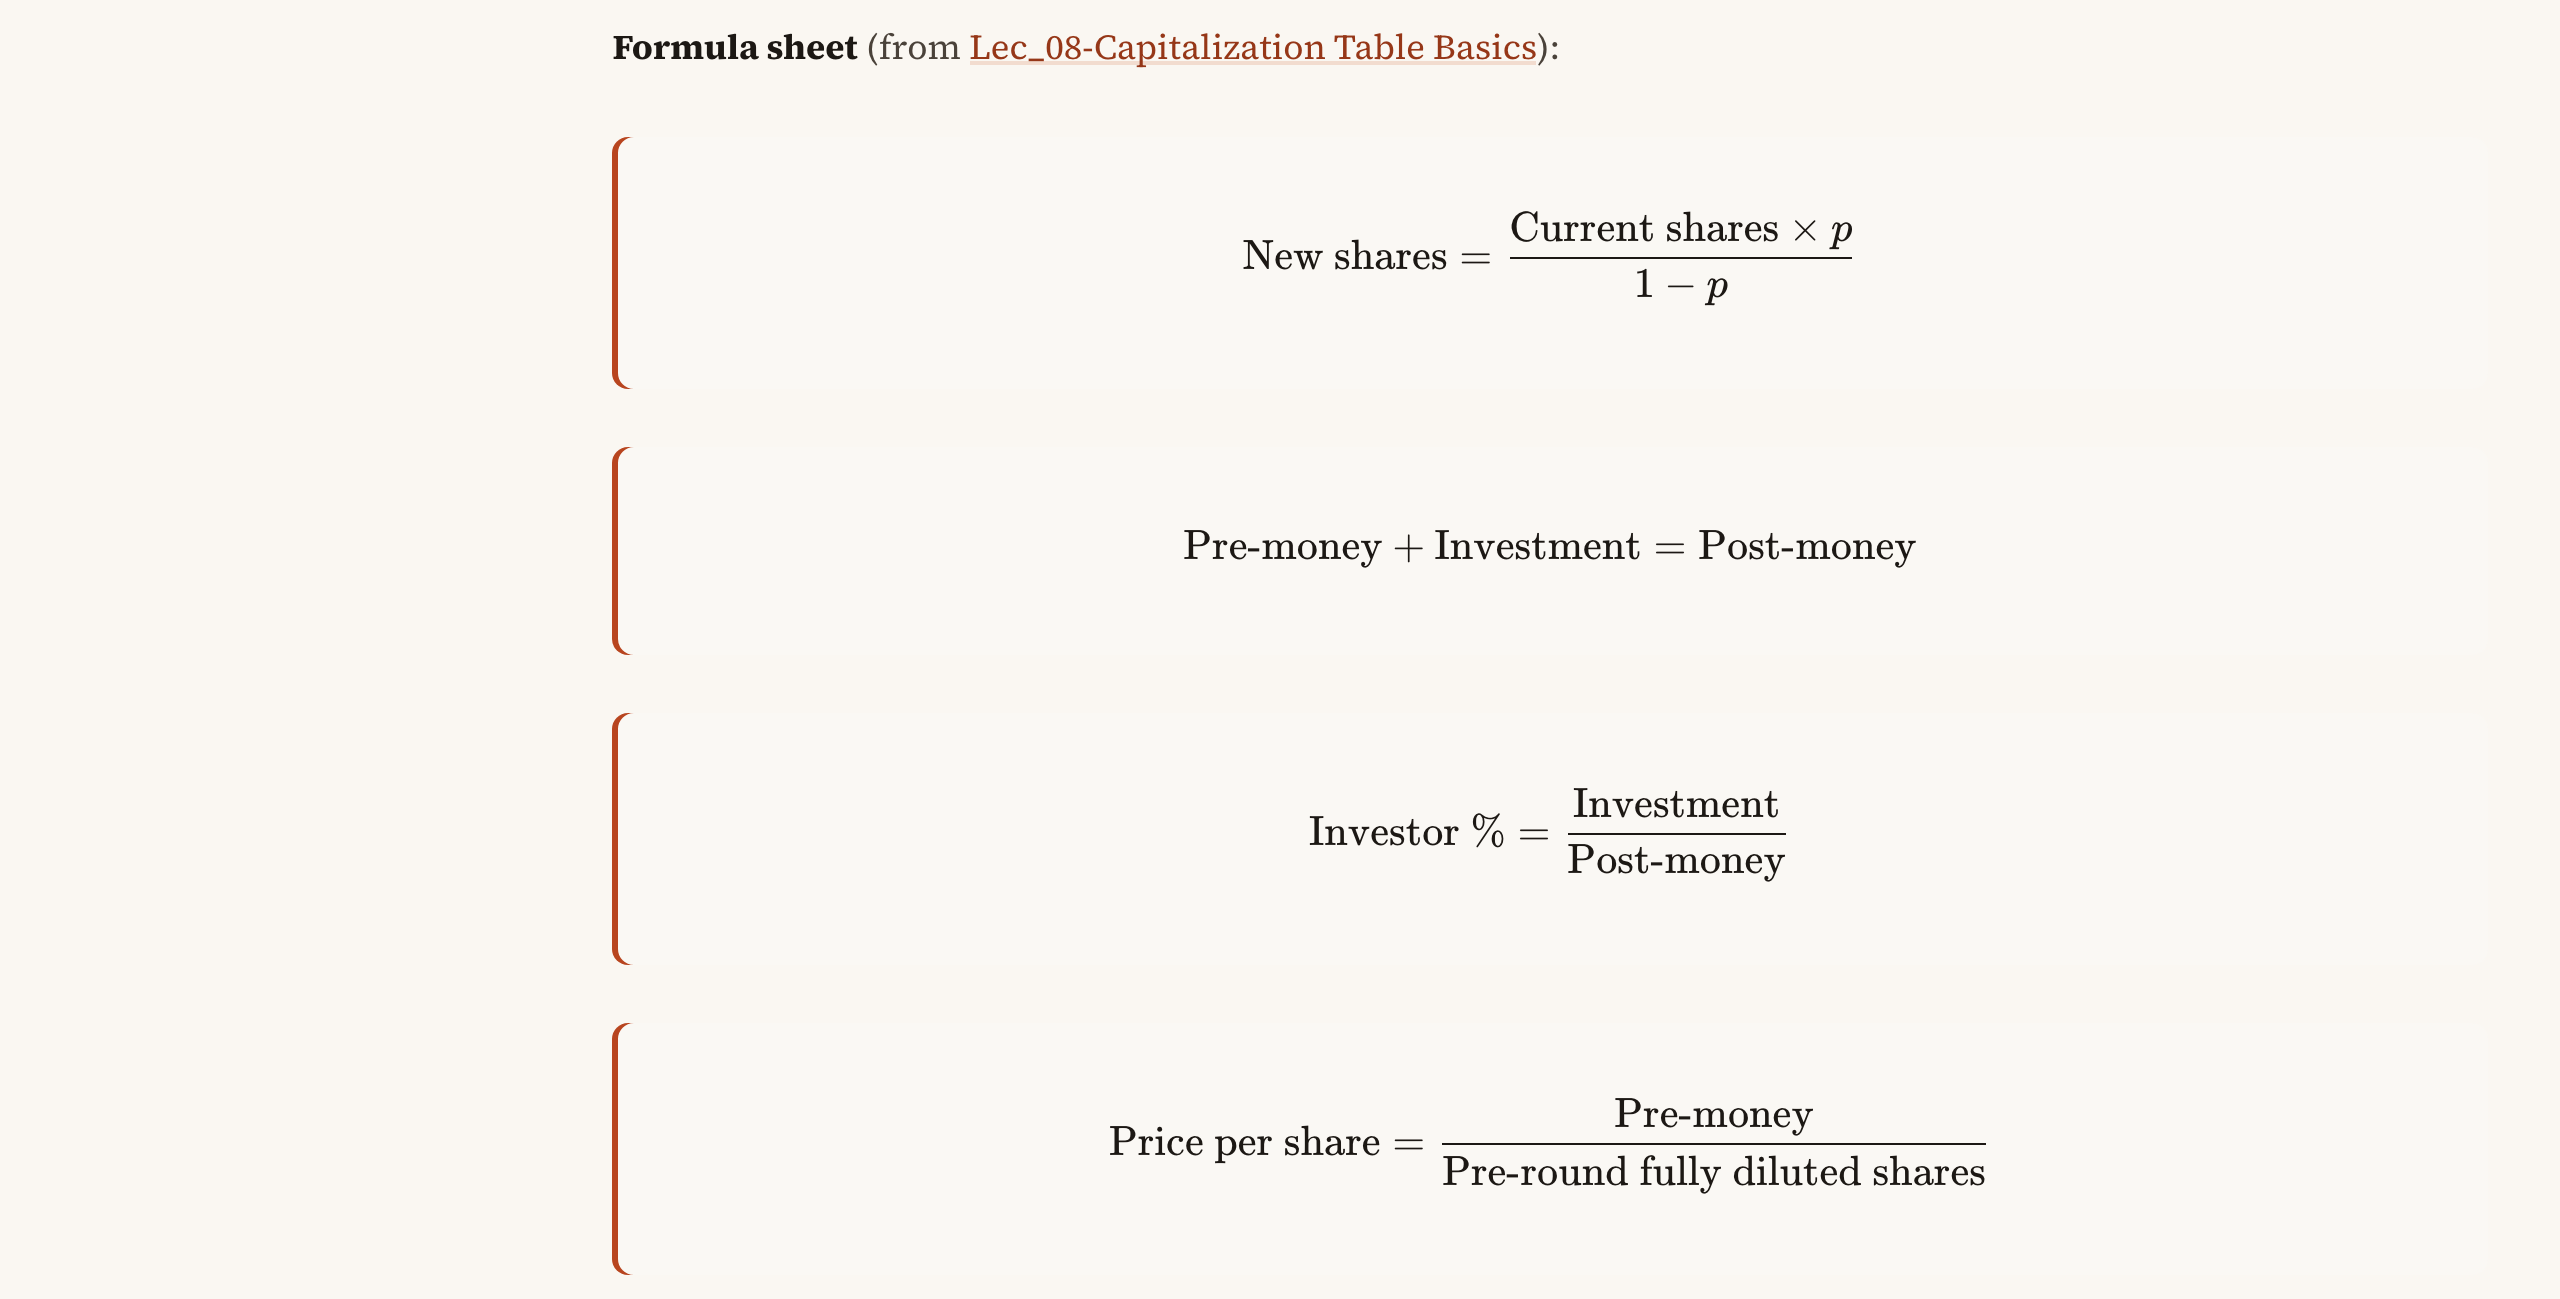 Formula sheet (from Lec_08-Capitalization Table Basics):
New shares = Current shares × p / 1 − p
Pre-money + Investment = Post-money
Investor % = Investment / Post-money
Price per share = Pre-money / Pre-round fully diluted shares